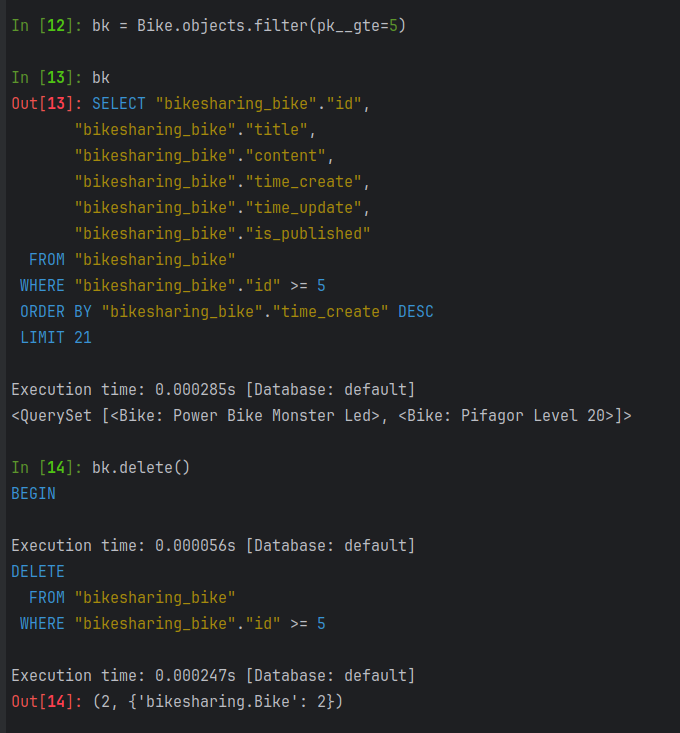 In [12]: bk = Bike.objects.filter(pk__gte=5)
In [13]: bk
Out[13]: SELECT "bikesharing_bike"."id",
       "bikesharing_bike"."title",
       "bikesharing_bike"."content",
       "bikesharing_bike"."time_create",
       "bikesharing_bike"."time_update",
       "bikesharing_bike"."is_published"
  FROM "bikesharing_bike"
 WHERE "bikesharing_bike"."id" >= 5
 ORDER BY "bikesharing_bike"."time_create" DESC
 LIMIT 21
Execution time: 0.000285s [Database: default]
<QuerySet [<Bike: Power Bike Monster Led>, <Bike: Pifagor Level 20>]>
In [14]: bk.delete()
BEGIN
Execution time: 0.000056s [Database: default]
DELETE
  FROM "bikesharing_bike"
 WHERE "bikesharing_bike"."id" >= 5
Execution time: 0.000247s [Database: default]
Out[14]: (2, {'bikesharing.Bike': 2})